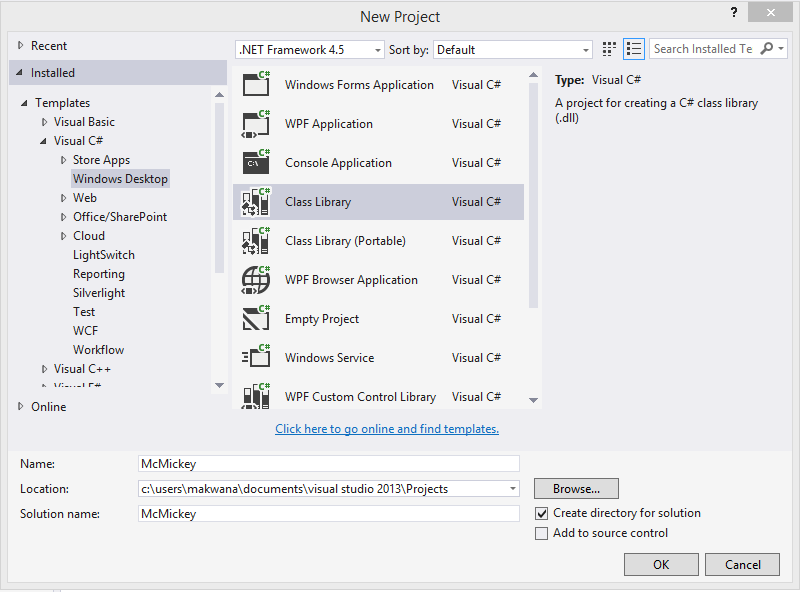 New Project
?
Recent
Installed
Templates
Visual Basic
Visual C#
Store Apps
Windows Desktop
Web
Office/SharePoint
Cloud
LightSwitch
Reporting
Silverlight
Test
WCF
Workflow
Visual C++
Visual F#
Online
.NET Framework 4.5 Sort by: Default
Search Installed Te
C# Windows Forms Application Visual C#
C# WPF Application Visual C#
C# C:\ Console Application Visual C#
C# Class Library Visual C#
C# Class Library (Portable) Visual C#
C# WPF Browser Application Visual C#
C# Empty Project Visual C#
C# Windows Service Visual C#
C# WPF Custom Control Library Visual C#
Click here to go online and find templates.
Type: Visual C#
A project for creating a C# class library
(.dll)
Name: McMickey
Location: c:\users\makwana\documents\visual studio 2013\Projects
Browse...
Solution name: McMickey
Create directory for solution
Add to source control
OK Cancel